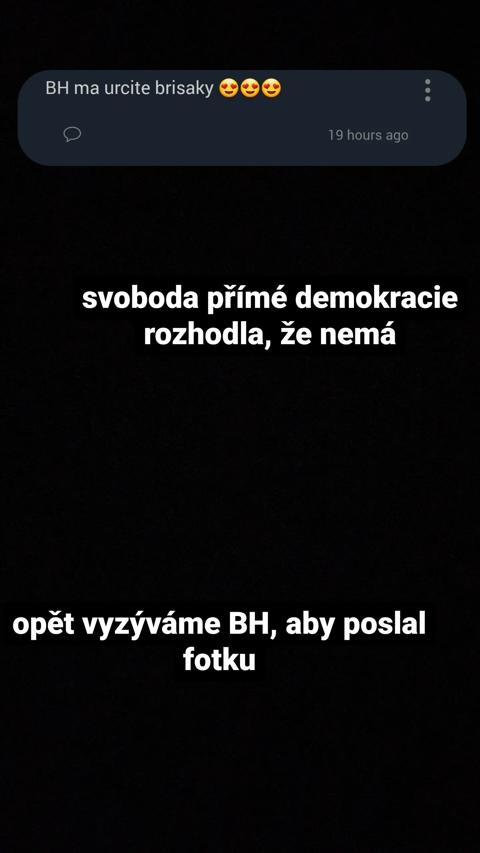 BH ma urcite brisaky 😍😍😍
19 hours ago
svoboda přímé demokracie
rozhodla, že nemá
opět vyzýváme BH, aby poslal
fotku